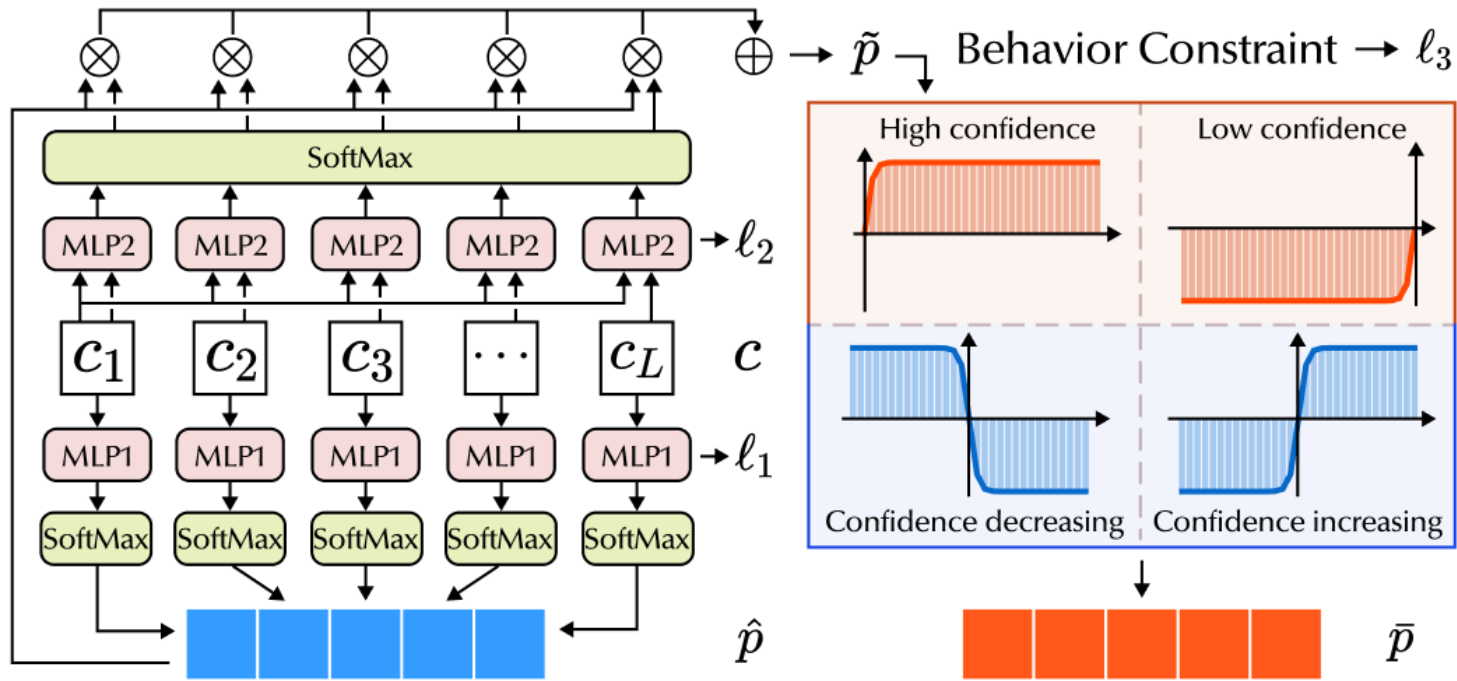 p̃ Behavior Constraint ℓ₃
High confidence Low confidence
SoftMax
MLP2 MLP2 MLP2 MLP2 MLP2 ℓ₂
c₁ c₂ c₃ ··· c_L c
MLP1 MLP1 MLP1 MLP1 MLP1 ℓ₁
Confidence decreasing Confidence increasing
SoftMax SoftMax SoftMax SoftMax SoftMax
p̂ p̄